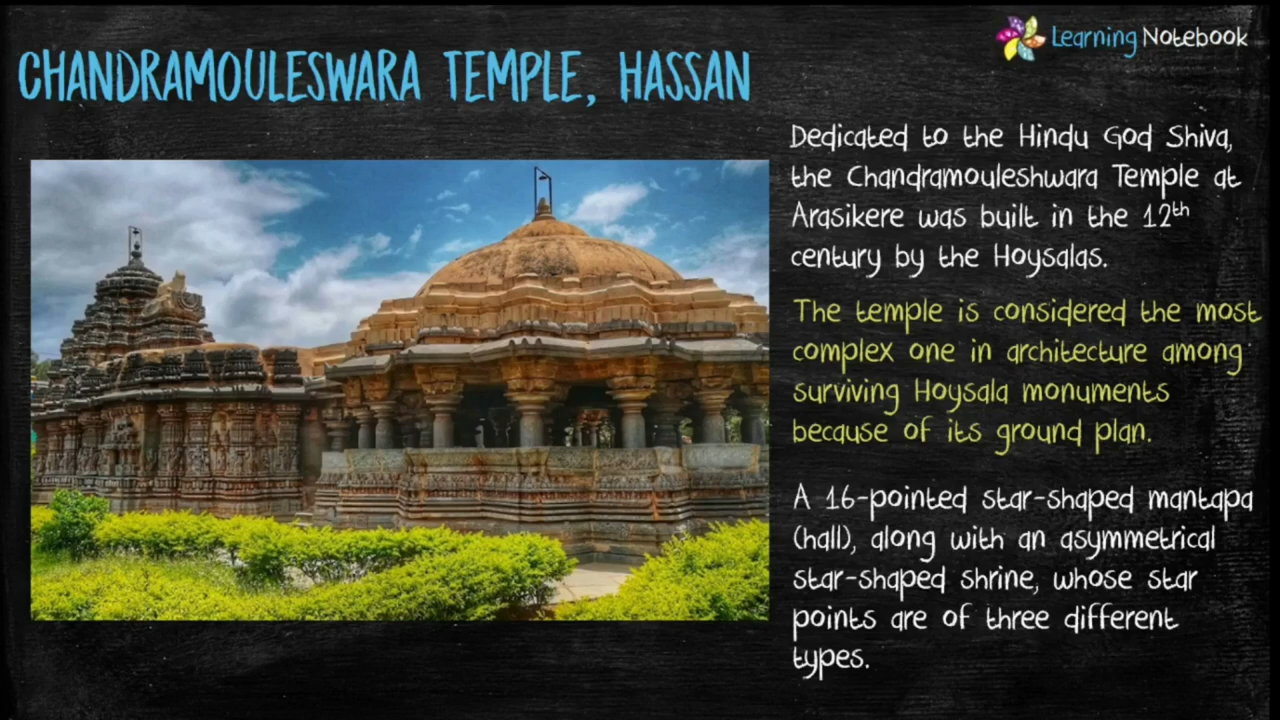 Learning Notebook
CHANDRAMOULESWARA TEMPLE, HASSAN
Dedicated to the Hindu God Shiva,
the Chandramouleshwara Temple at
Arasikere was built in the 12th
century by the Hoysalas.
The temple is considered the most
complex one in architecture among
surviving Hoysala monuments
because of its ground plan.
A 16-pointed star-shaped mantapa
(hall), along with an asymmetrical
star-shaped shrine, whose star
points are of three different
types.